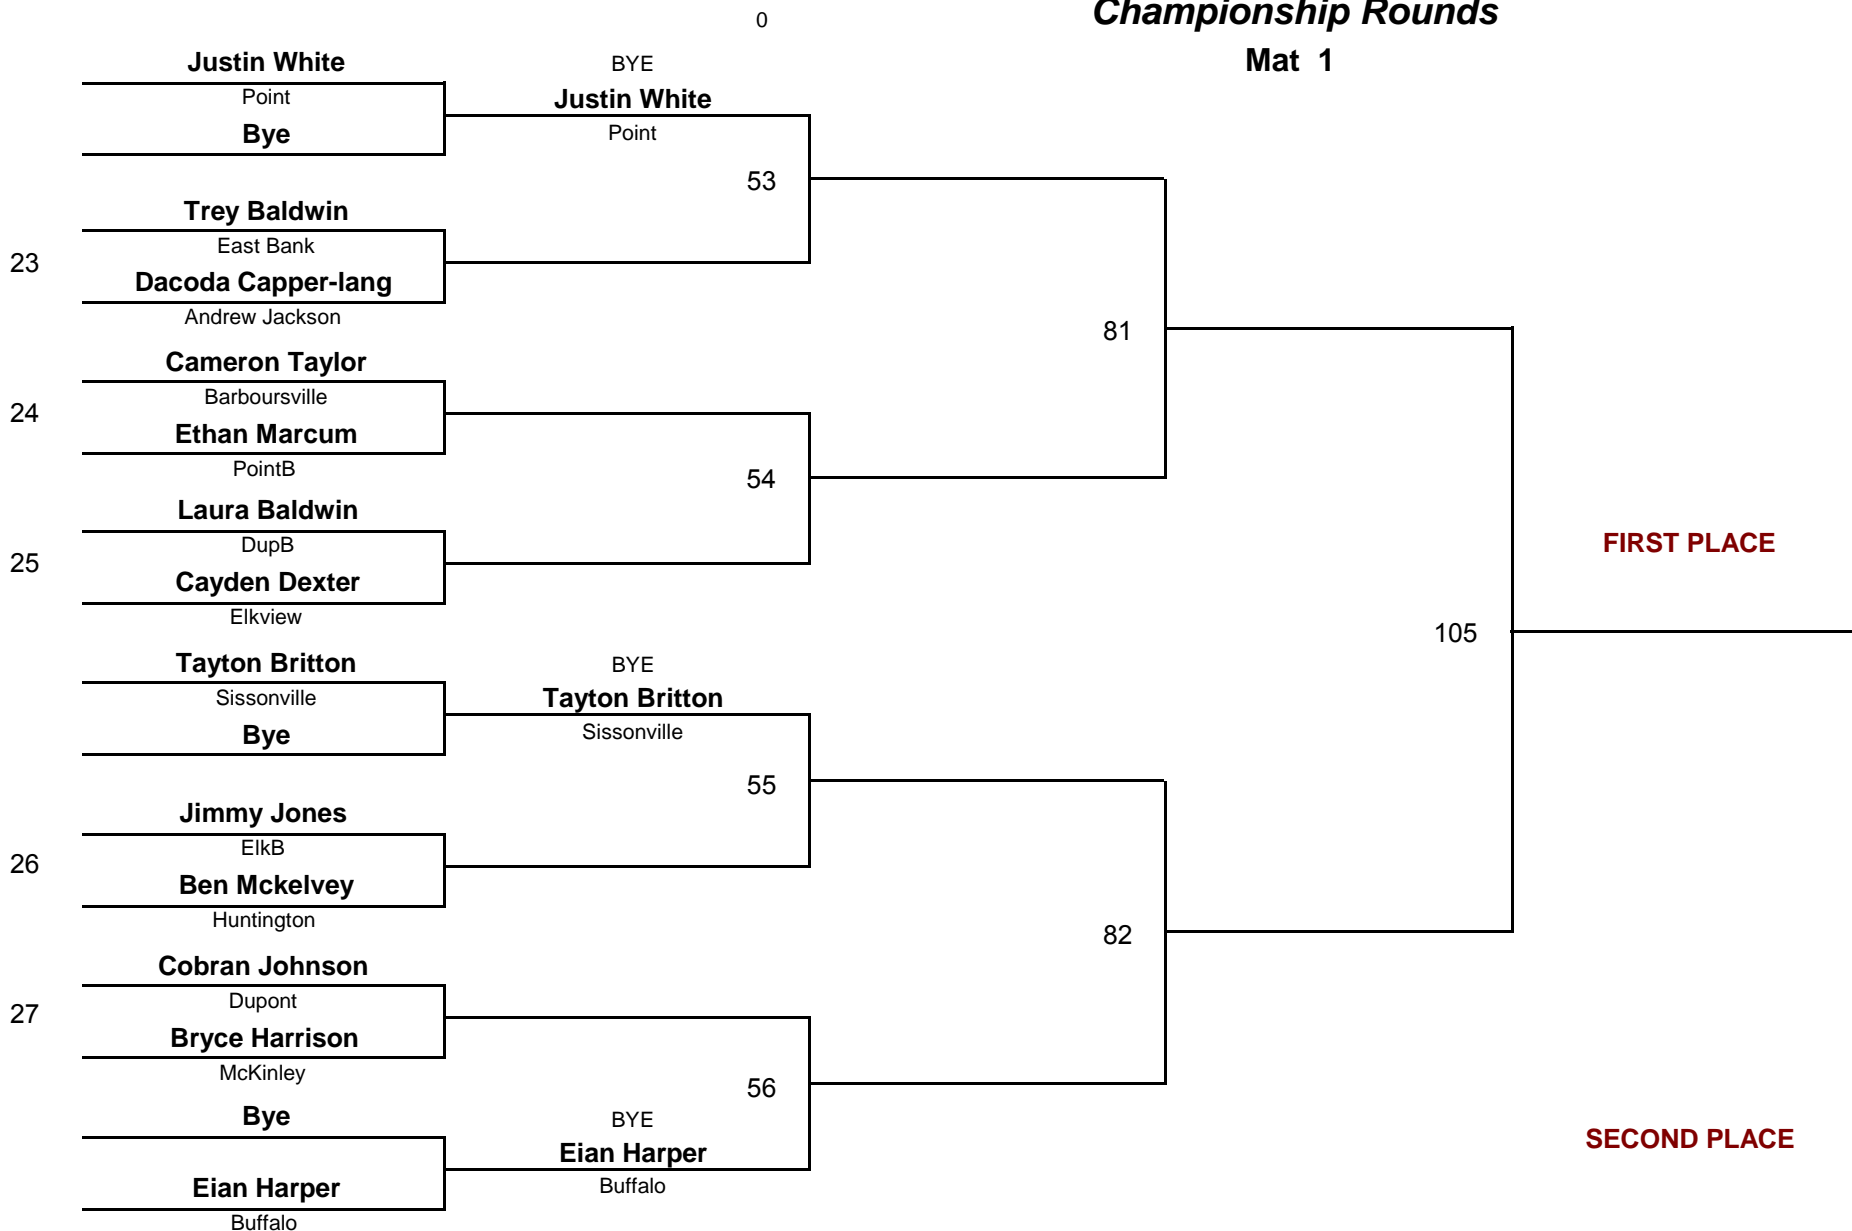 Championship Rounds
0
Mat 1
Justin White
BYE
Point
Justin White
Bye
Point
53
Trey Baldwin
East Bank
23
Dacoda Capper-lang
Andrew Jackson
81
Cameron Taylor
Barboursville
24
Ethan Marcum
PointB
54
Laura Baldwin
DupB
FIRST PLACE
25
Cayden Dexter
Elkview
105
Tayton Britton
BYE
Sissonville
Tayton Britton
Bye
Sissonville
55
Jimmy Jones
ElkB
26
Ben Mckelvey
Huntington
82
Cobran Johnson
Dupont
27
Bryce Harrison
McKinley
56
Bye
BYE
SECOND PLACE
Eian Harper
Eian Harper
Buffalo
Buffalo